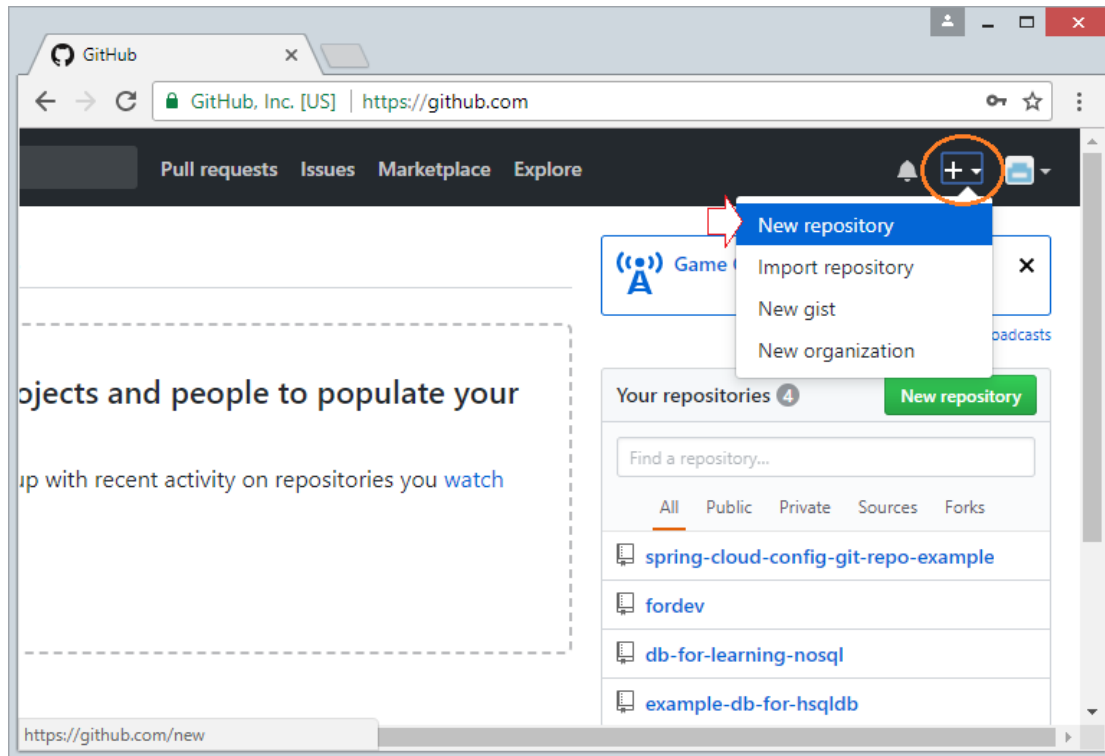 GitHub
GitHub, Inc. [US] https://github.com
Pull requests Issues Marketplace Explore
New repository
Import repository
New gist
New organization
Game
oadcasts
ojects and people to populate your
up with recent activity on repositories you watch
Your repositories 4 New repository
Find a repository...
All Public Private Sources Forks
spring-cloud-config-git-repo-example
fordev
db-for-learning-nosql
example-db-for-hsqldb
https://github.com/new